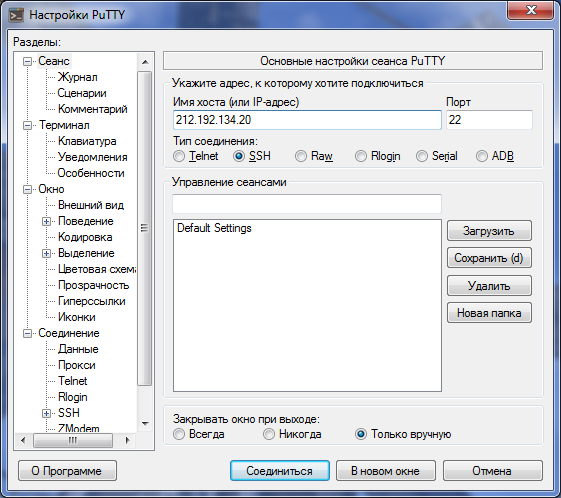 Настройки PuTTY
Разделы:
Сеанс
Журнал
Сценарии
Комментарий
Терминал
Клавиатура
Уведомления
Особенности
Окно
Внешний вид
Поведение
Кодировка
Выделение
Цветовая схема
Прозрачность
Гиперссылки
Иконки
Соединение
Данные
Прокси
Telnet
Rlogin
SSH
ZModem
Основные настройки сеанса PuTTY
Укажите адрес, к которому хотите подключиться
Имя хоста (или IP-адрес) Порт
212.192.134.20 22
Тип соединения:
Telnet SSH Raw Rlogin Serial ADB
Управление сеансами
Default Settings
Загрузить
Сохранить (d)
Удалить
Новая папка
Закрывать окно при выходе:
Всегда Никогда Только вручную
О Программе Соединиться В новом окне Отмена